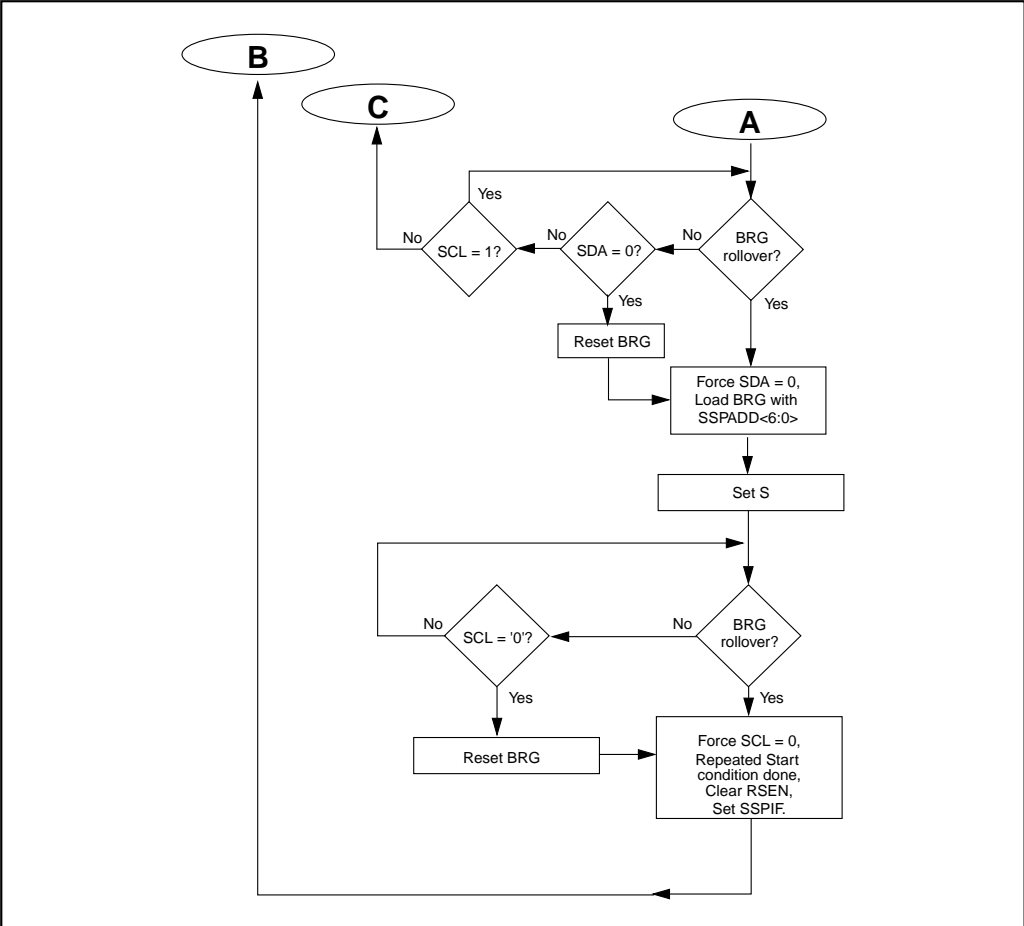 B
C
A
Yes
No
SCL = 1?
No
SDA = 0?
No
BRG
rollover?
Yes
Yes
Reset BRG
Force SDA = 0,
Load BRG with
SSPADD<6:0>
Set S
No
SCL = '0'?
No
BRG
rollover?
Yes
Yes
Reset BRG
Force SCL = 0,
Repeated Start
condition done,
Clear RSEN,
Set SSPIF.